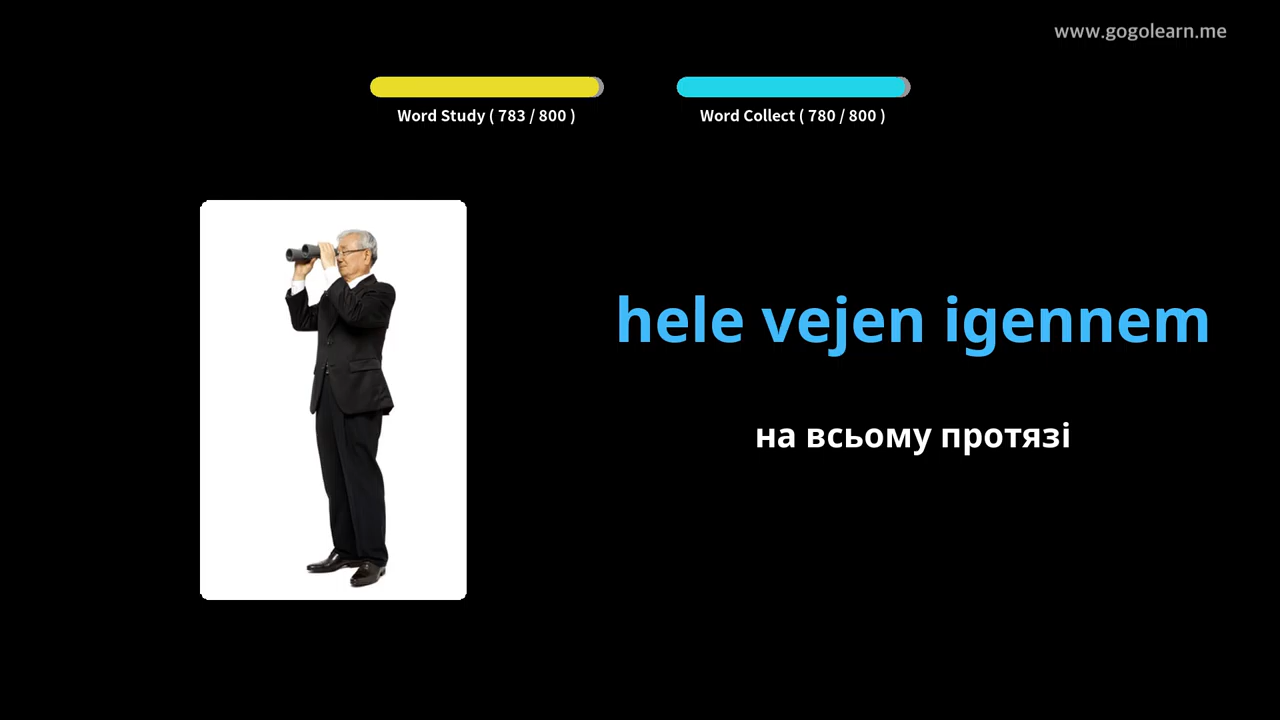 www.gogolearn.me
Word Study ( 783 / 800 )
Word Collect ( 780 / 800 )
hele vejen igennem
на всьому протязі